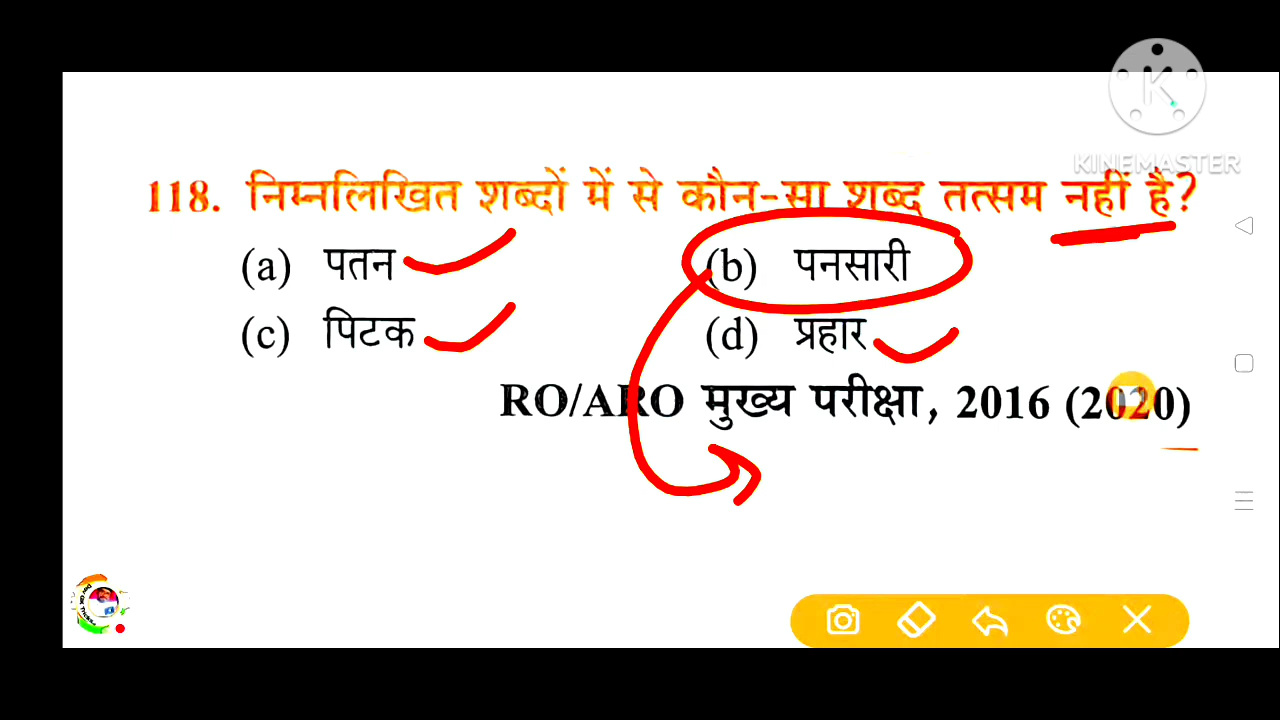 KINEMASTER
118. निम्नलिखित शब्दों में से कौन-सा शब्द तत्सम नहीं है?
(a) पतन (b) पनसारी
(c) पिटक (d) प्रहार
RO/ARO मुख्य परीक्षा, 2016 (2020)